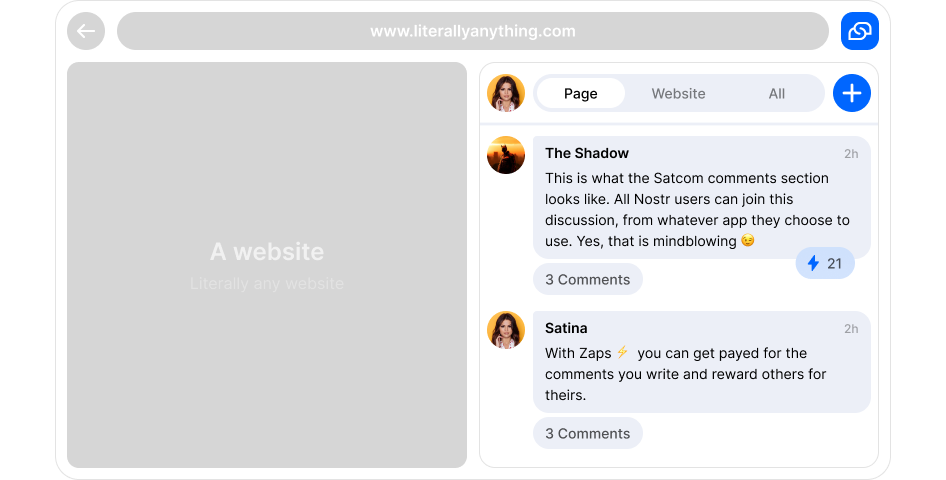 www.literallyanything.com
A website
Literally any website
Page
Website
All
The Shadow
2h
This is what the Satcom comments section
looks like. All Nostr users can join this
discussion, from whatever app they choose to
use. Yes, that is mindblowing 😉
21
3 Comments
Satina
2h
With Zaps ⚡ you can get payed for the
comments you write and reward others for
theirs.
3 Comments